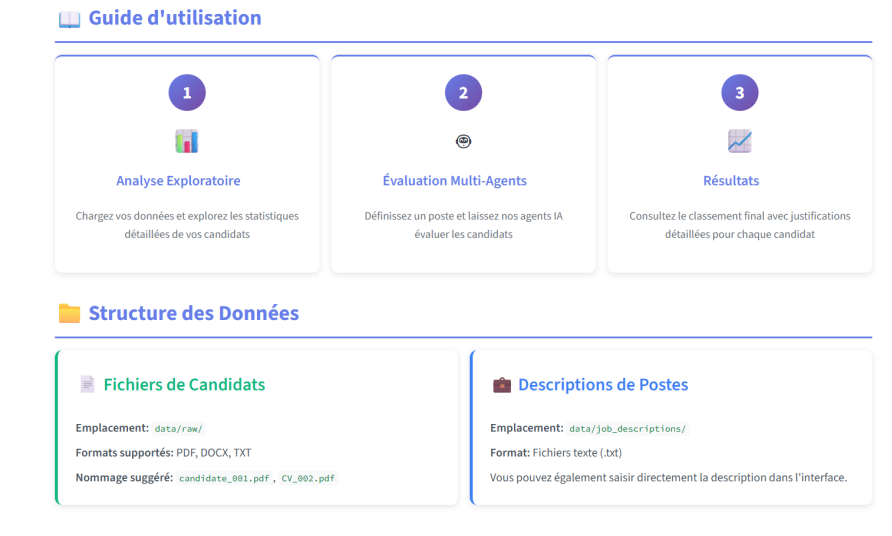 Guide d'utilisation
1
2
3
Analyse Exploratoire
Évaluation Multi-Agents
Résultats
Chargez vos données et explorez les statistiques
détaillées de vos candidats
Définissez un poste et laissez nos agents IA
évaluer les candidats
Consultez le classement final avec justifications
détaillées pour chaque candidat
Structure des Données
Fichiers de Candidats
Emplacement: data/raw/
Formats supportés: PDF, DOCX, TXT
Nommage suggéré: candidate_001.pdf , CV_002.pdf
Descriptions de Postes
Emplacement: data/job_descriptions/
Format: Fichiers texte (.txt)
Vous pouvez également saisir directement la description dans l'interface.